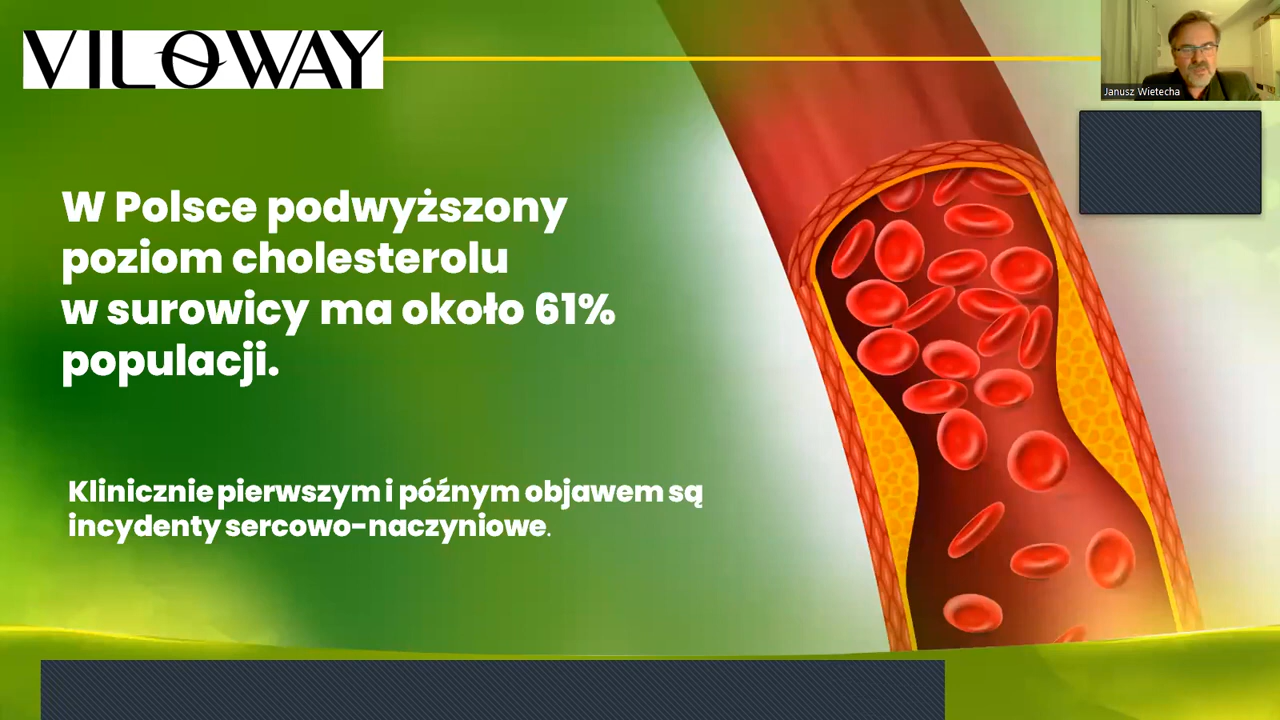 VILOWAY
Janusz Wietecha
W Polsce podwyższony
poziom cholesterolu
w surowicy ma około 61%
populacji.
Klinicznie pierwszym i późnym objawem są
incydenty sercowo-naczyniowe.